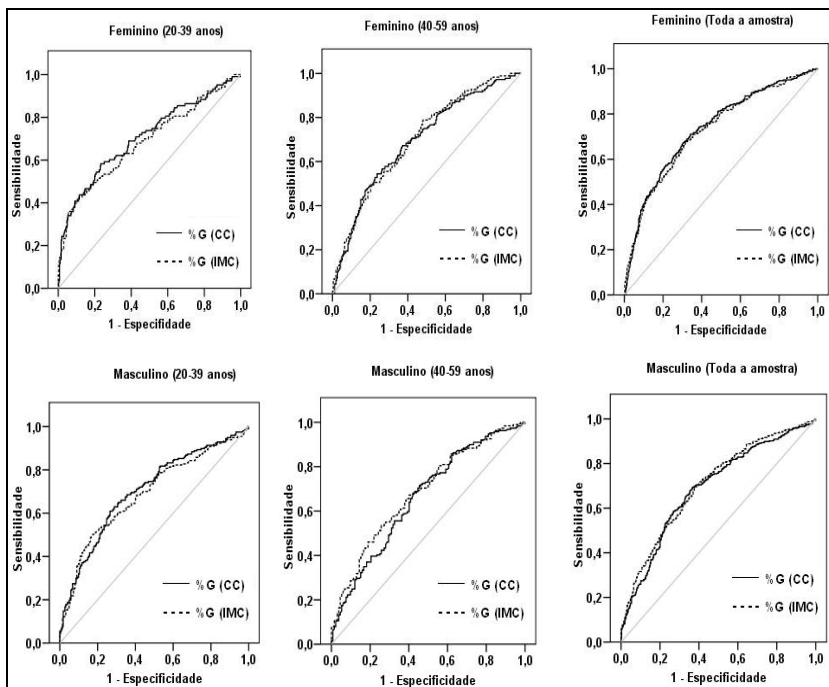 Feminino (20-39 anos)
Sensibilidade
1,0
0,8
0,6
0,4
0,2
0,0
%G (CC)
%G (IMC)
0,0 0,2 0,4 0,6 0,8 1,0
1 - Especificidade
Feminino (40-59 anos)
Sensibilidade
1,0
0,8
0,6
0,4
0,2
0,0
%G (CC)
%G (IMC)
0,0 0,2 0,4 0,6 0,8 1,0
1 - Especificidade
Feminino (Toda a amostra)
Sensibilidade
1,0
0,8
0,6
0,4
0,2
0,0
%G (CC)
%G (IMC)
0,0 0,2 0,4 0,6 0,8 1,0
1 - Especificidade
Masculino (20-39 anos)
Sensibilidade
1,0
0,8
0,6
0,4
0,2
0,0
%G (CC)
%G (IMC)
0,0 0,2 0,4 0,6 0,8 1,0
1 - Especificidade
Masculino (40-59 anos)
Sensibilidade
1,0
0,8
0,6
0,4
0,2
0,0
%G (CC)
%G (IMC)
0,0 0,2 0,4 0,6 0,8 1,0
1 - Especificidade
Masculino (Toda a amostra)
Sensibilidade
1,0
0,8
0,6
0,4
0,2
0,0
%G (CC)
%G (IMC)
0,0 0,2 0,4 0,6 0,8 1,0
1 - Especificidade